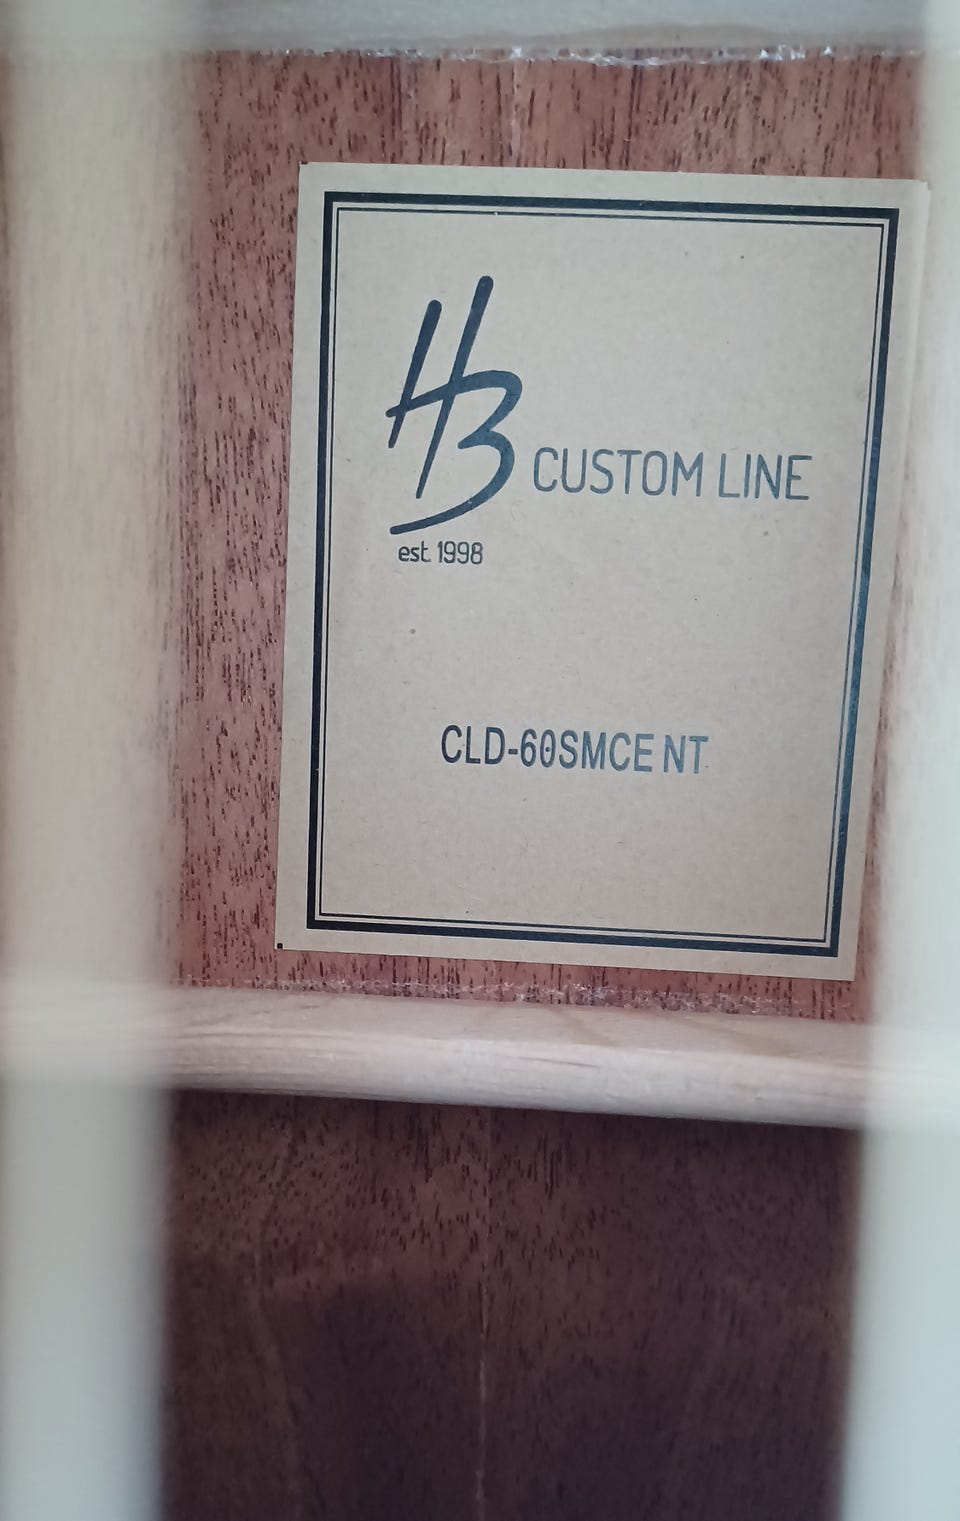 HB CUSTOM LINE
est. 1998
CLD-60SMCE NT